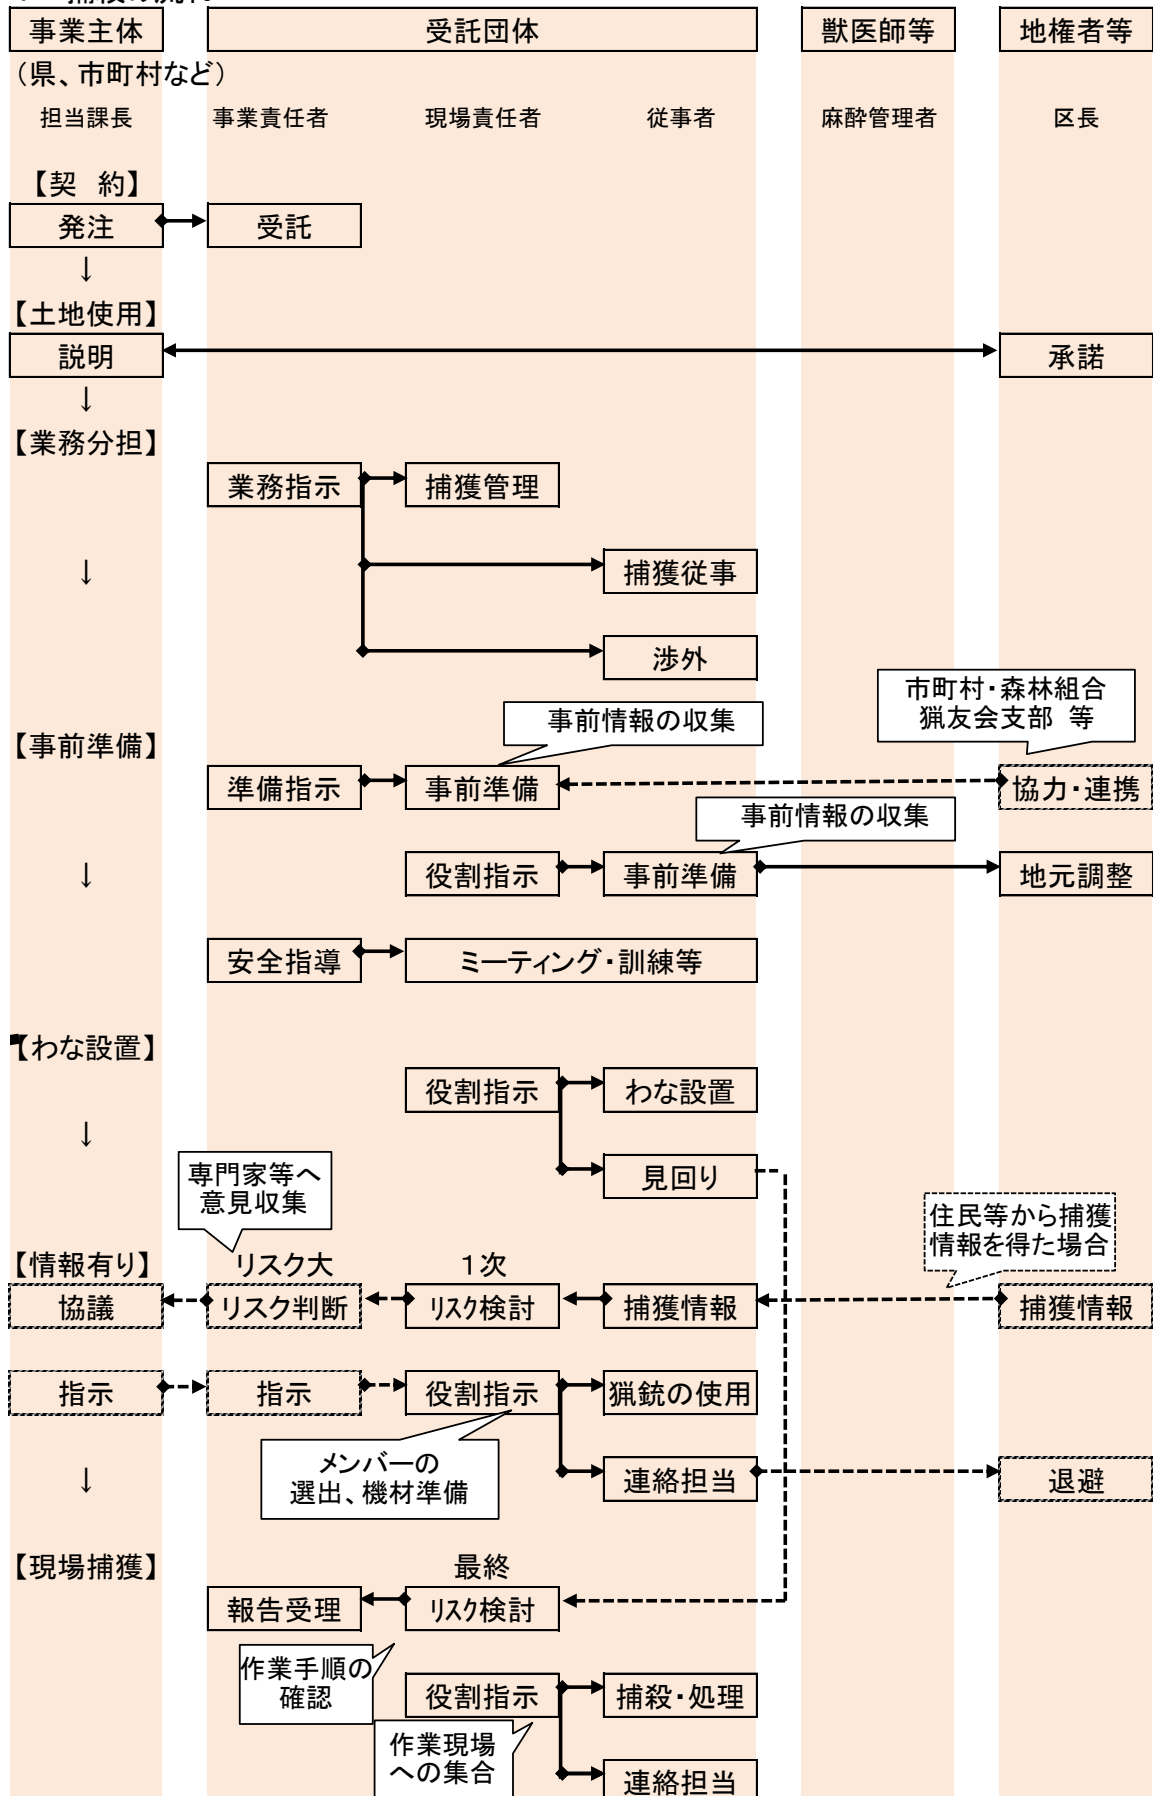 事業主体 受託団体 獣医師等 地権者等
（県、市町村など）
担当課長 事業責任者 現場責任者 従事者 麻酔管理者 区長
【契　約】
発注 受託
↓
【土地使用】
説明 承諾
↓
【業務分担】
業務指示 捕獲管理
↓ 捕獲従事
渉外
市町村・森林組合
猟友会支部 等
事前情報の収集
【事前準備】
準備指示 事前準備 協力・連携
事前情報の収集
↓ 役割指示 事前準備 地元調整
安全指導 ミーティング・訓練等
【わな設置】
役割指示 わな設置
↓
見回り
専門家等へ
意見収集
住民等から捕獲
情報を得た場合
【情報有り】 リスク大 １次
協議 リスク判断 リスク検討 捕獲情報 捕獲情報
指示 指示 役割指示 猟銃の使用
メンバーの
選出、機材準備
↓ 連絡担当 退避
【現場捕獲】 最終
報告受理 リスク検討
作業手順の
確認
役割指示 捕殺・処理
作業現場
への集合
連絡担当